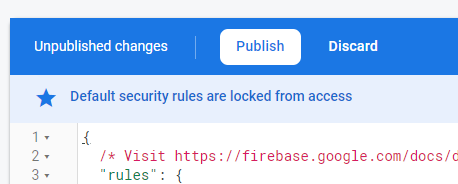 Unpublished changes Publish Discard
Default security rules are locked from access
1 {
2 /* Visit https://firebase.google.com/docs/
3 "rules": {